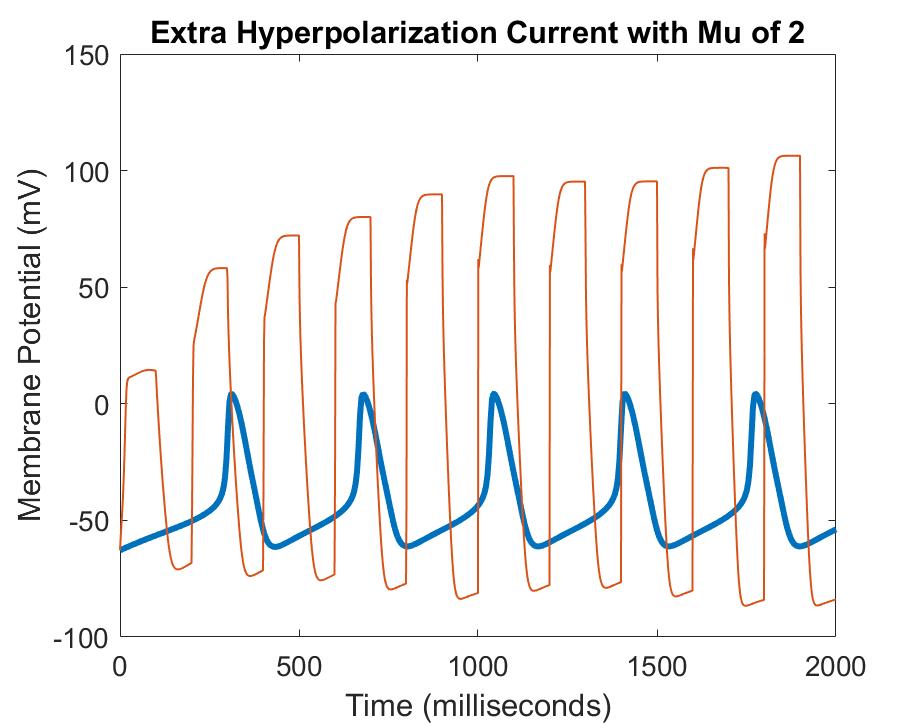 Extra Hyperpolarization Current with Mu of 2
150
100
50
0
-50
-100
Membrane Potential (mV)
0 500 1000 1500 2000
Time (milliseconds)